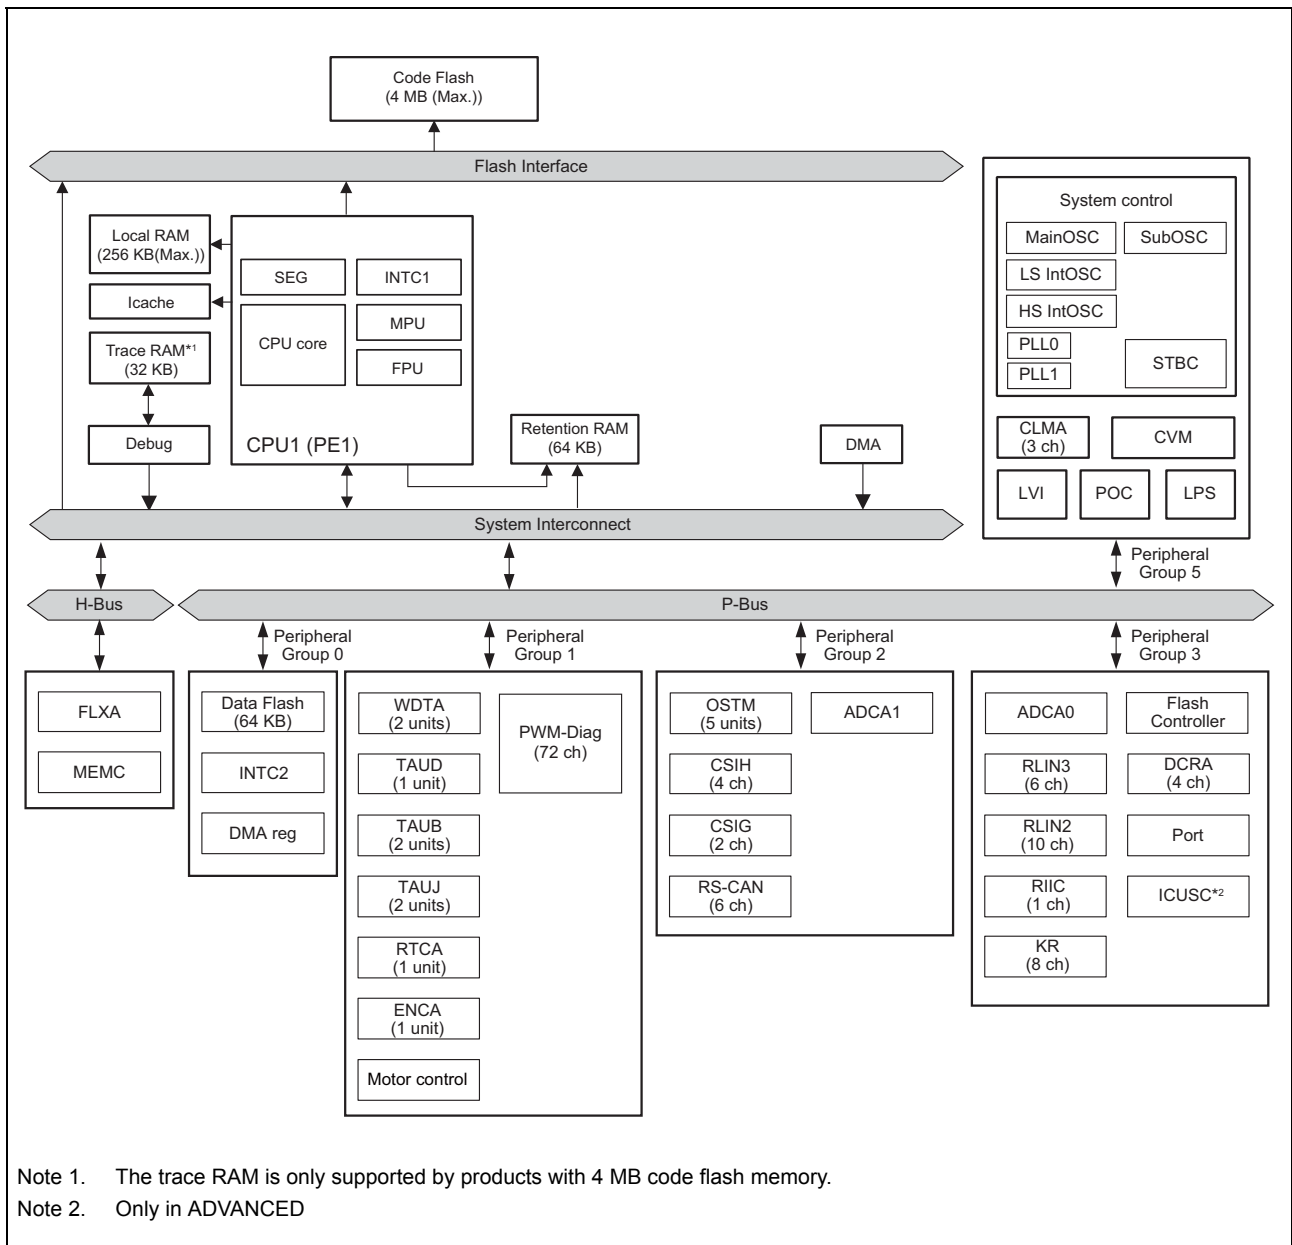 Code Flash
(4 MB (Max.))
Flash Interface
Local RAM
(256 KB(Max.))
Icache
Trace RAM*1
(32 KB)
Debug
SEG
INTC1
CPU core
MPU
FPU
CPU1 (PE1)
Retention RAM
(64 KB)
DMA
System control
MainOSC
SubOSC
LS IntOSC
HS IntOSC
PLL0
PLL1
STBC
CLMA
(3 ch)
CVM
LVI
POC
LPS
System Interconnect
Peripheral
Group 5
H-Bus
P-Bus
Peripheral
Group 0
Peripheral
Group 1
Peripheral
Group 2
Peripheral
Group 3
FLXA
MEMC
Data Flash
(64 KB)
INTC2
DMA reg
WDTA
(2 units)
TAUD
(1 unit)
TAUB
(2 units)
TAUJ
(2 units)
RTCA
(1 unit)
ENCA
(1 unit)
Motor control
PWM-Diag
(72 ch)
OSTM
(5 units)
CSIH
(4 ch)
CSIG
(2 ch)
RS-CAN
(6 ch)
ADCA1
ADCA0
RLIN3
(6 ch)
RLIN2
(10 ch)
RIIC
(1 ch)
KR
(8 ch)
Flash
Controller
DCRA
(4 ch)
Port
ICUSC*2
Note 1. The trace RAM is only supported by products with 4 MB code flash memory.
Note 2. Only in ADVANCED